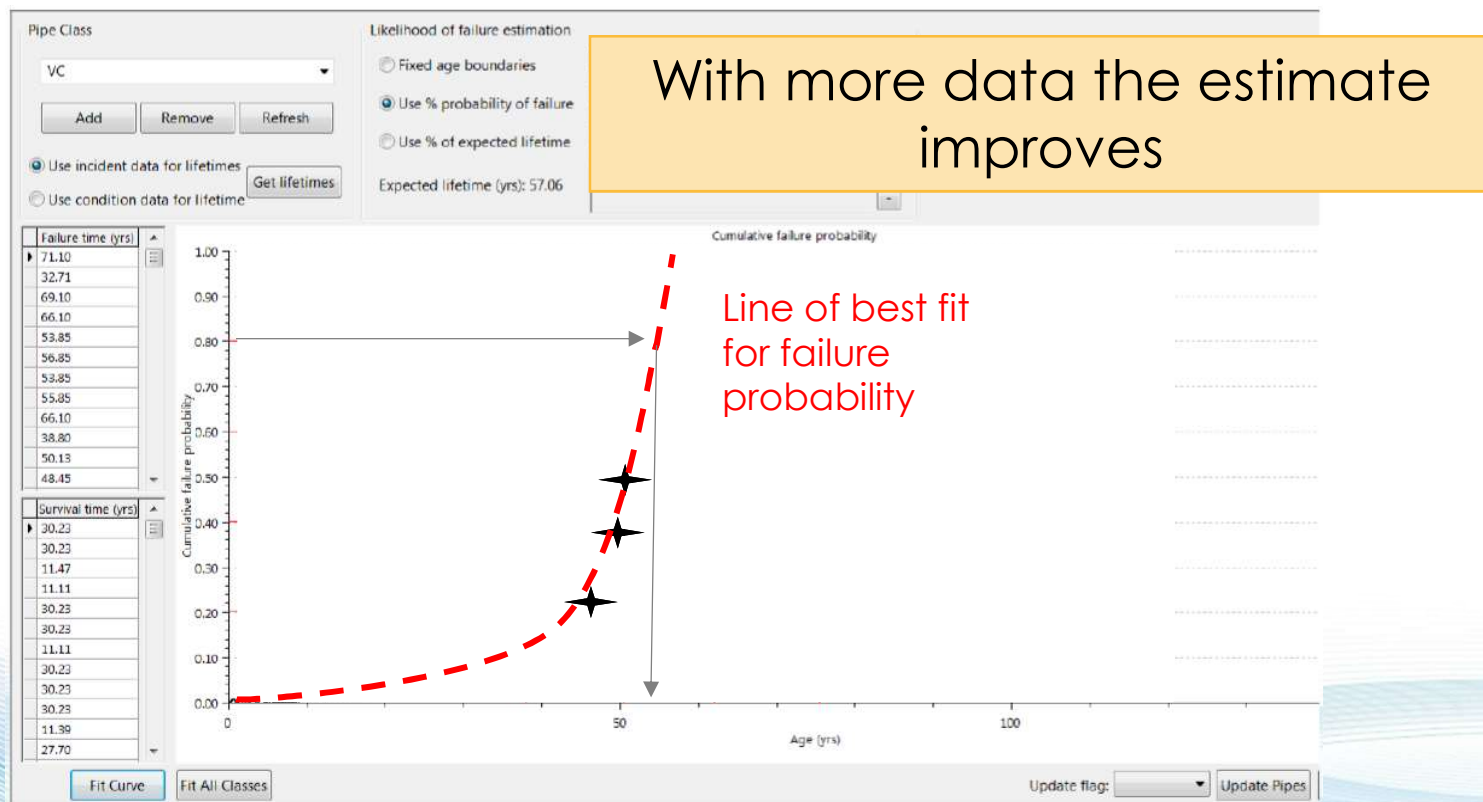 Pipe Class
VC
Add Remove Refresh
Use incident data for lifetimes
Use condition data for lifetime
Get lifetimes
Likelihood of failure estimation
Fixed age boundaries
Use % probability of failure
Use % of expected lifetime
Expected lifetime (yrs): 57.06
With more data the estimate
improves
Failure time (yrs)
71.10
32.71
69.10
66.10
53.85
56.85
53.85
55.85
66.10
38.80
50.13
48.45
Survival time (yrs)
30.23
30.23
11.47
11.11
30.23
30.23
11.11
30.23
30.23
30.23
11.39
27.70
Cumulative failure probability
Cumulative failure probability
1.00
0.90
0.80
0.70
0.60
0.50
0.40
0.30
0.20
0.10
0.00
Line of best fit
for failure
probability
0 50 100
Age (yrs)
Fit Curve Fit All Classes Update flag: Update Pipes